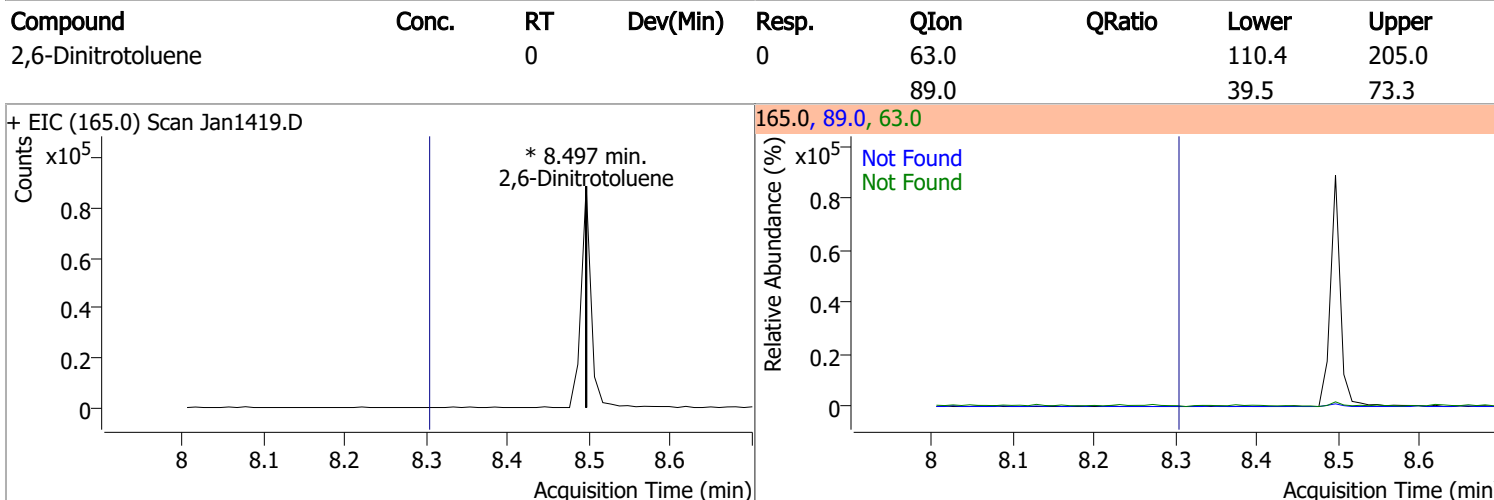 Compound Conc. RT Dev(Min) Resp. QIon QRatio Lower Upper
2,6-Dinitrotoluene 0 0 63.0 110.4 205.0
89.0 39.5 73.3
+ EIC (165.0) Scan Jan1419.D
Counts
x10^5
* 8.497 min.
2,6-Dinitrotoluene
0.8
0.6
0.4
0.2
0
8 8.1 8.2 8.3 8.4 8.5 8.6
Acquisition Time (min)
165.0, 89.0, 63.0
Relative Abundance (%)
x10^5
Not Found
Not Found
0.8
0.6
0.4
0.2
0
8 8.1 8.2 8.3 8.4 8.5 8.6
Acquisition Time (min